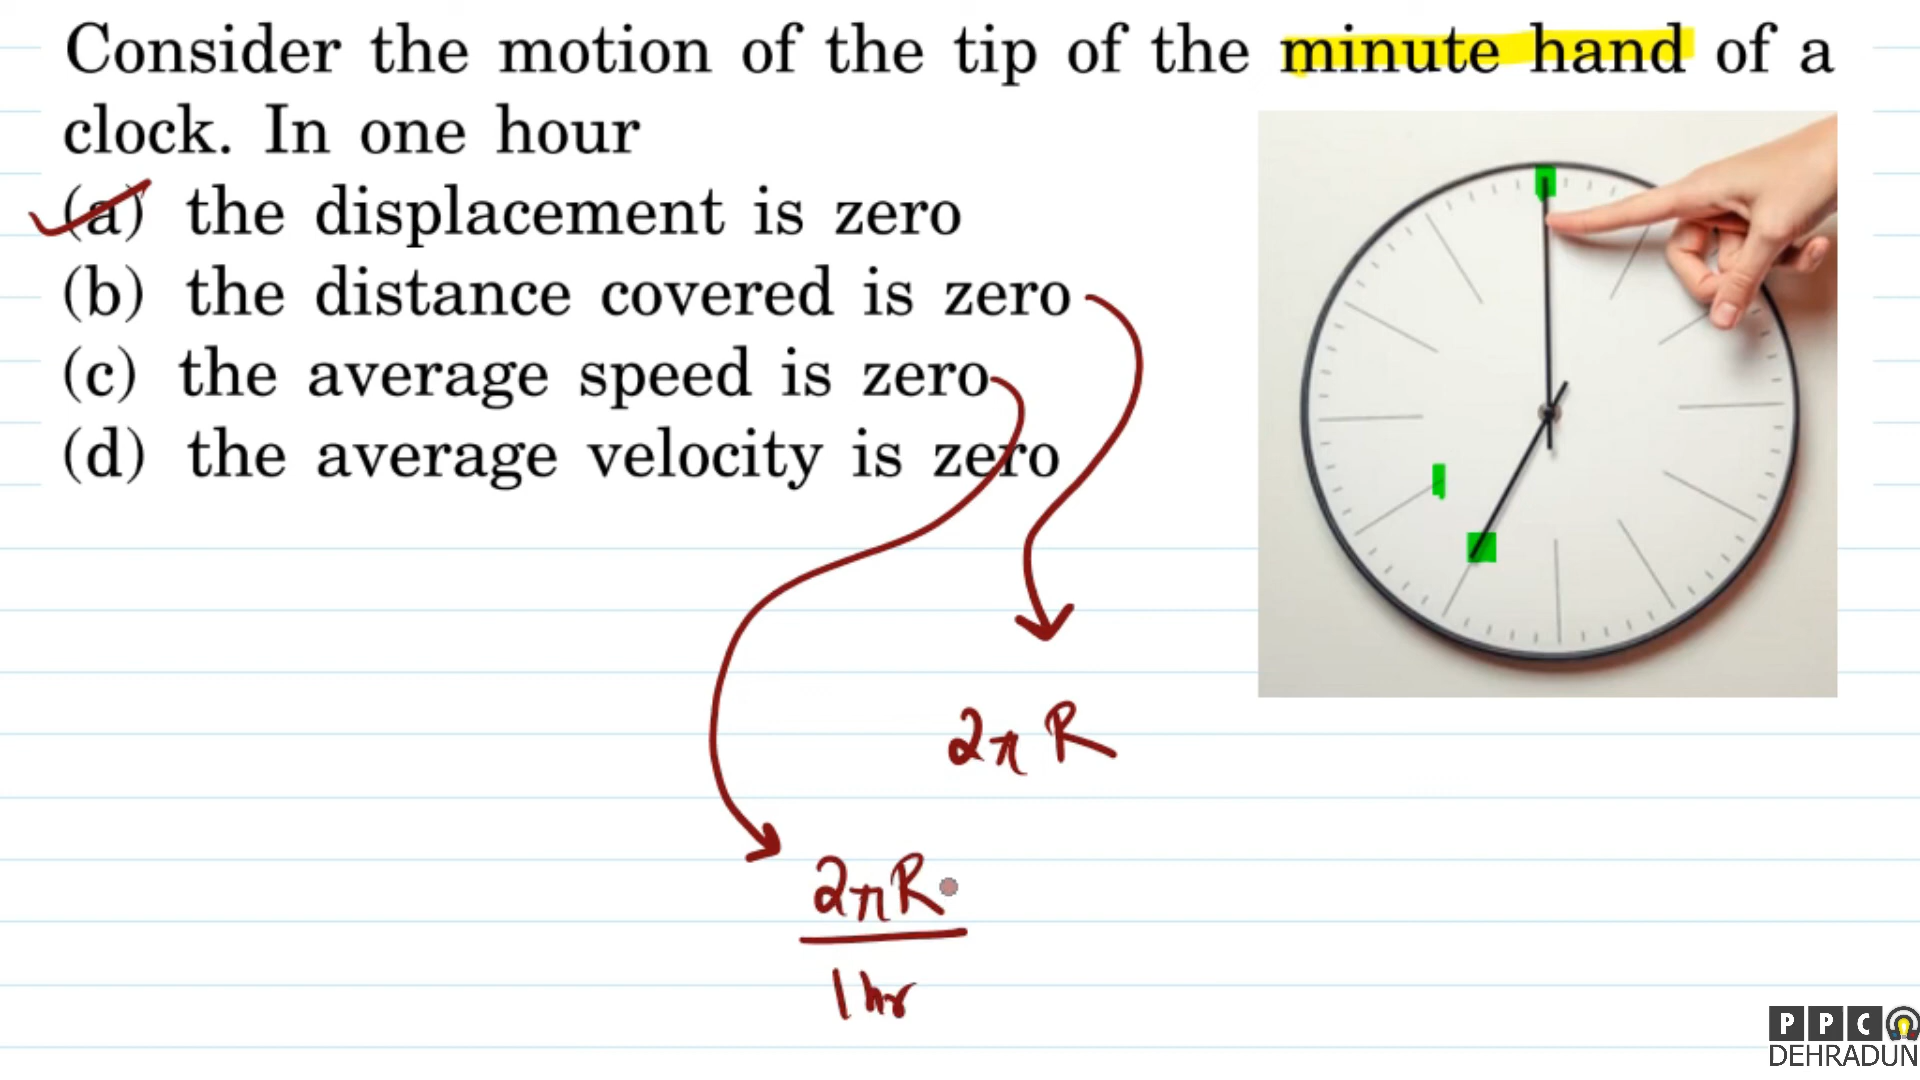 Consider the motion of the tip of the minute hand of a
clock. In one hour
(a) the displacement is zero
(b) the distance covered is zero
(c) the average speed is zero
(d) the average velocity is zero
2πR
2πR
1 hr
PPC
DEHRADUN